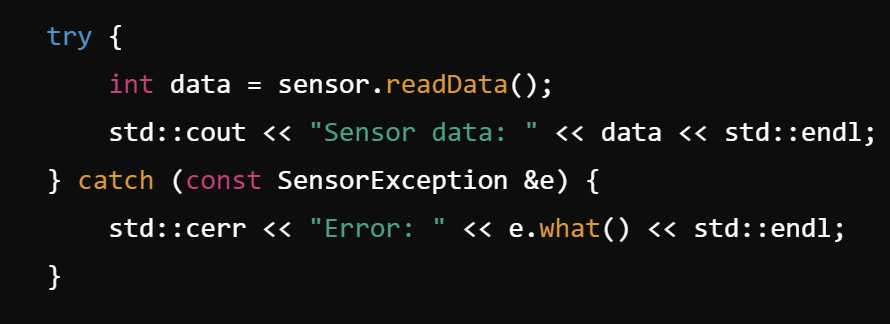 try {
    int data = sensor.readData();
    std::cout << "Sensor data: " << data << std::endl;
} catch (const SensorException &e) {
    std::cerr << "Error: " << e.what() << std::endl;
}